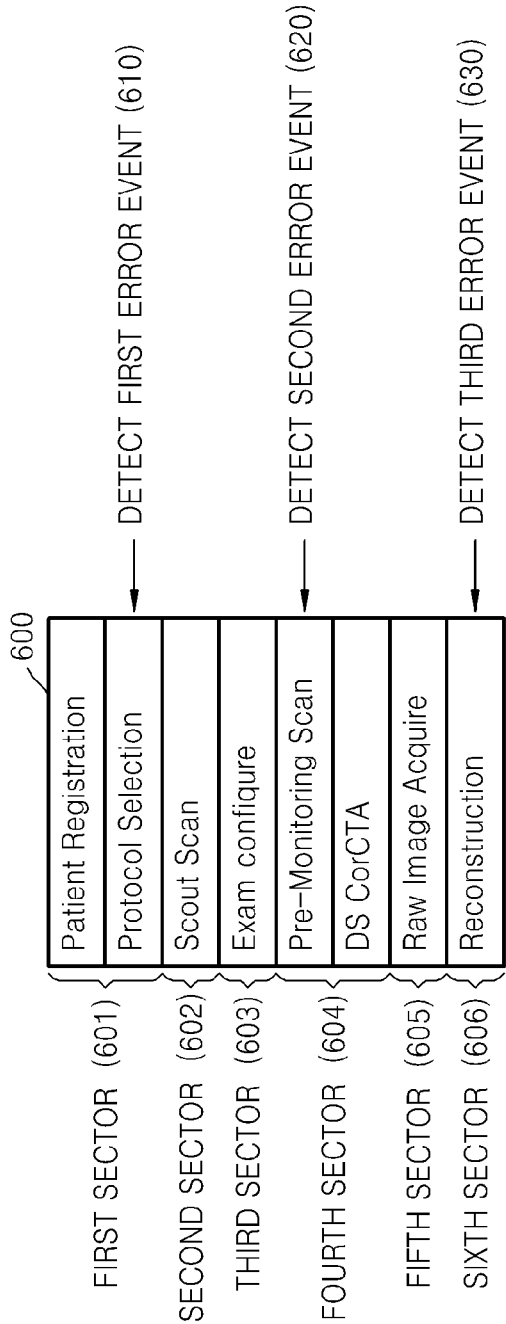 600
FIRST SECTOR (601)
Patient Registration
Protocol Selection
DETECT FIRST ERROR EVENT (610)
SECOND SECTOR (602)
Scout Scan
THIRD SECTOR (603)
Exam configure
FOURTH SECTOR (604)
Pre-Monitoring Scan
DETECT SECOND ERROR EVENT (620)
DS CorCTA
FIFTH SECTOR (605)
Raw Image Acquire
SIXTH SECTOR (606)
Reconstruction
DETECT THIRD ERROR EVENT (630)